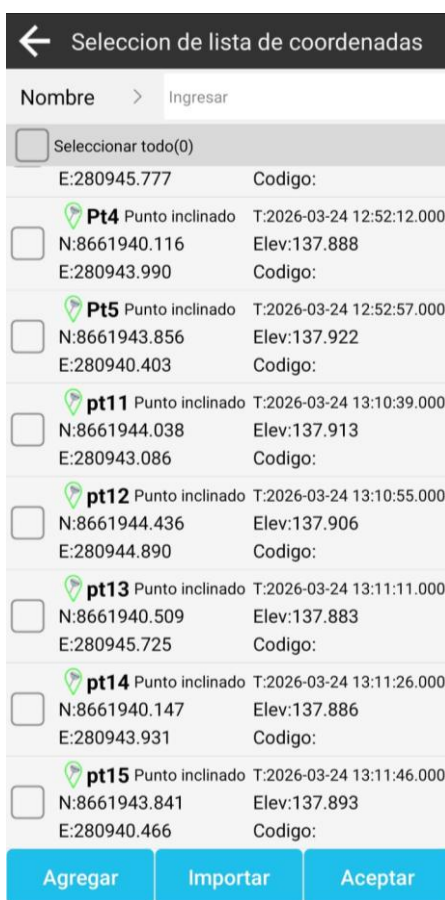 Seleccion de lista de coordenadas
Nombre > Ingresar
Seleccionar todo(0)
E:280945.777 Codigo:
Pt4 Punto inclinado T:2026-03-24 12:52:12.000
N:8661940.116 Elev:137.888
E:280943.990 Codigo:
Pt5 Punto inclinado T:2026-03-24 12:52:57.000
N:8661943.856 Elev:137.922
E:280940.403 Codigo:
pt11 Punto inclinado T:2026-03-24 13:10:39.000
N:8661944.038 Elev:137.913
E:280943.086 Codigo:
pt12 Punto inclinado T:2026-03-24 13:10:55.000
N:8661944.436 Elev:137.906
E:280944.890 Codigo:
pt13 Punto inclinado T:2026-03-24 13:11:11.000
N:8661940.509 Elev:137.883
E:280945.725 Codigo:
pt14 Punto inclinado T:2026-03-24 13:11:26.000
N:8661940.147 Elev:137.886
E:280943.931 Codigo:
pt15 Punto inclinado T:2026-03-24 13:11:46.000
N:8661943.841 Elev:137.893
E:280940.466 Codigo:
Agregar Importar Aceptar